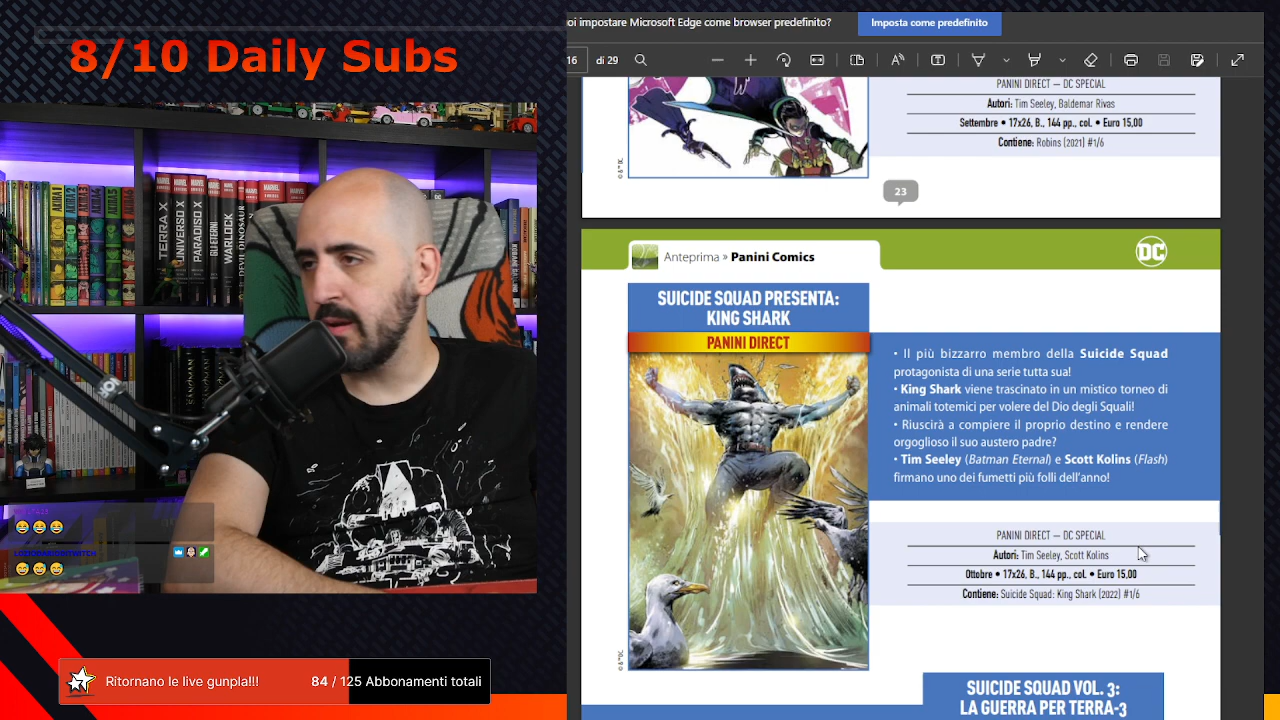 8/10 Daily Subs
oi impostare Microsoft Edge come browser predefinito?
Imposta come predefinito
16
di 29
PANINI DIRECT — DC SPECIAL
Autori: Tim Seeley, Baldemar Rivas
Settembre • 17x26, B., 144 pp., col. • Euro 15,00
Contiene: Robins (2021) #1/6
23
Anteprima » Panini Comics
DC
SUICIDE SQUAD PRESENTA:
KING SHARK
PANINI DIRECT
• Il più bizzarro membro della Suicide Squad
protagonista di una serie tutta sua!
• King Shark viene trascinato in un mistico torneo di
animali totemici per volere del Dio degli Squali!
• Riuscirà a compiere il proprio destino e rendere
orgoglioso il suo austero padre?
• Tim Seeley (Batman Eternal) e Scott Kolins (Flash)
firmano uno dei fumetti più folli dell'anno!
PANINI DIRECT — DC SPECIAL
Autori: Tim Seeley, Scott Kolins
Ottobre • 17x26, B., 144 pp., col. • Euro 15,00
Contiene: Suicide Squad: King Shark (2022) #1/6
SUICIDE SQUAD VOL. 3:
LA GUERRA PER TERRA-3
TERRA X
UNIVERSO X
PARADISO X
GLI ETERNI
WARLOCK
DEVIL DINOSAUR
MARVEL
AKIRA
SANDMAN
Ritornano le live gunpla!!!
84 / 125 Abbonamenti totali